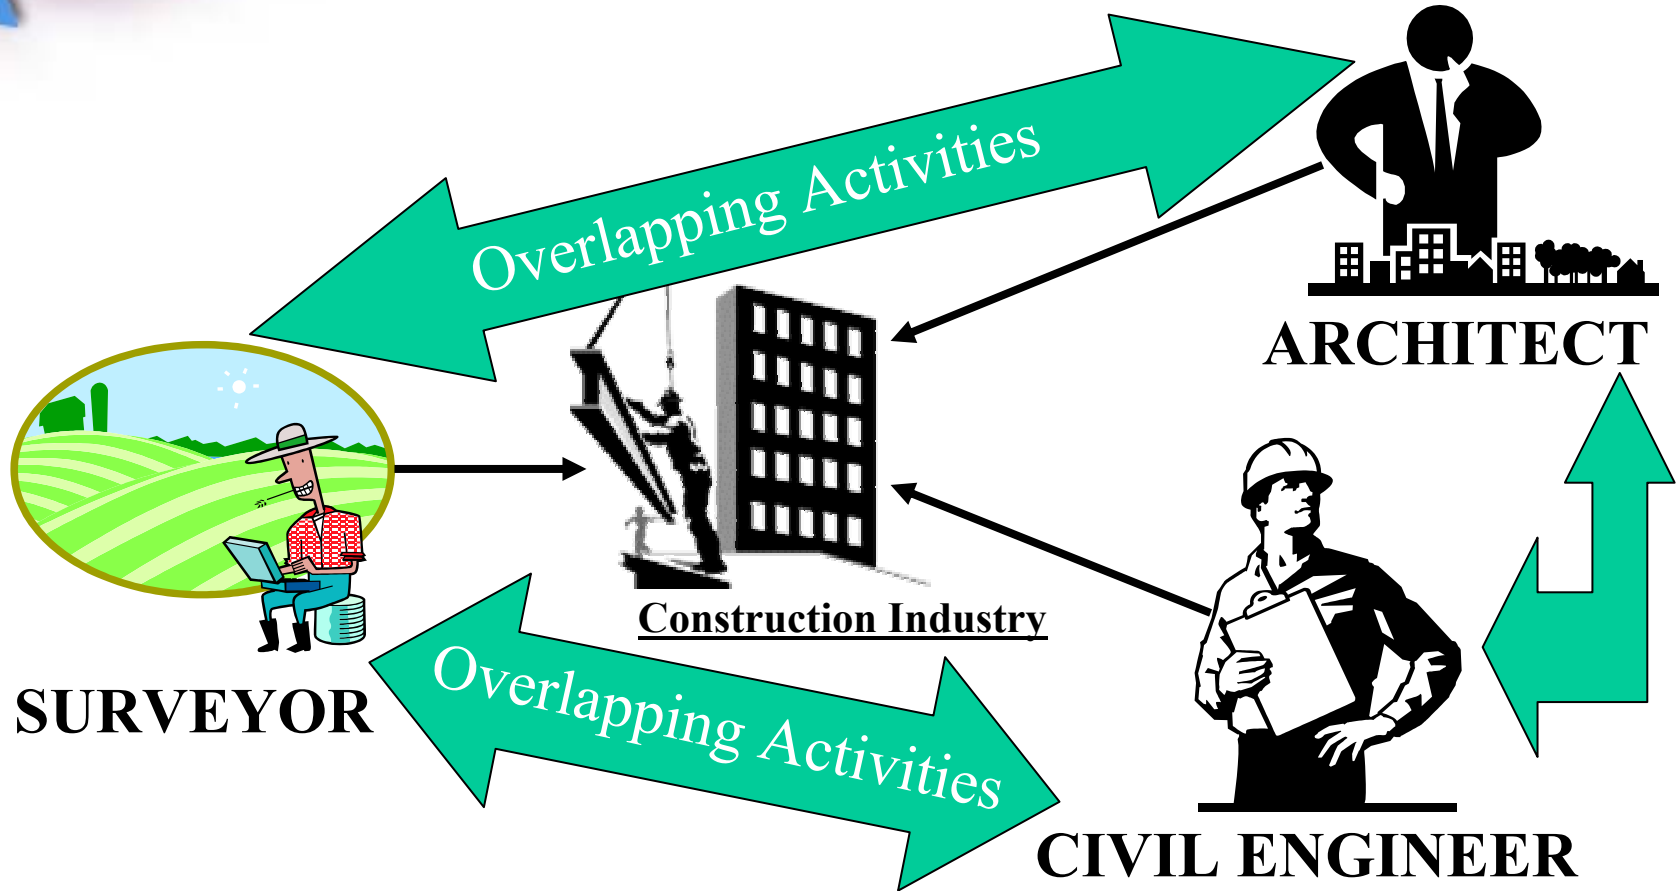 Overlapping Activities
ARCHITECT
Construction Industry
SURVEYOR
Overlapping Activities
CIVIL ENGINEER